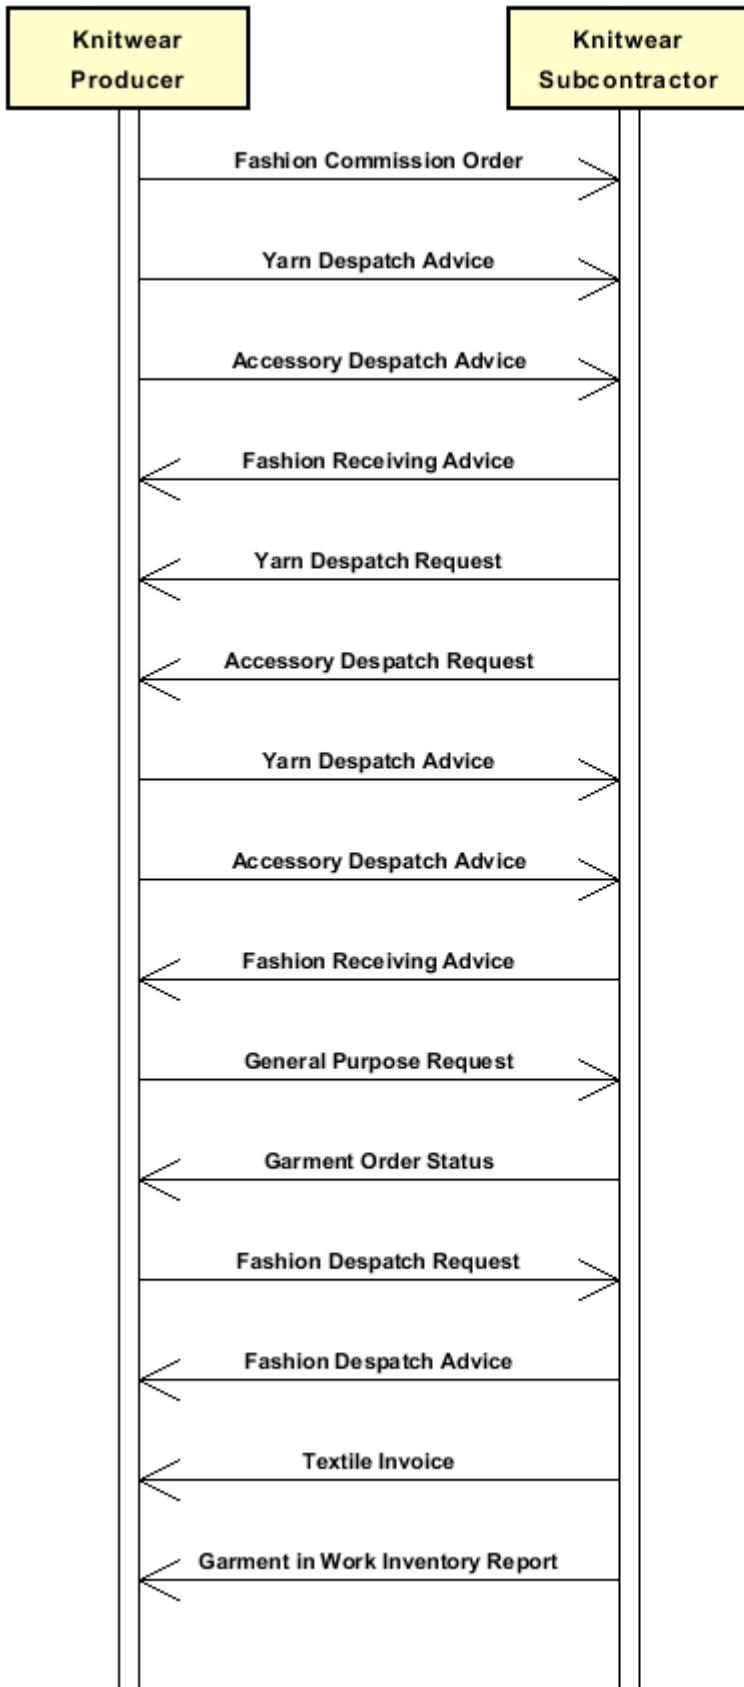 Knitwear
Producer
Knitwear
Subcontractor
Fashion Commission Order
Yarn Despatch Advice
Accessory Despatch Advice
Fashion Receiving Advice
Yarn Despatch Request
Accessory Despatch Request
Yarn Despatch Advice
Accessory Despatch Advice
Fashion Receiving Advice
General Purpose Request
Garment Order Status
Fashion Despatch Request
Fashion Despatch Advice
Textile Invoice
Garment in Work Inventory Report